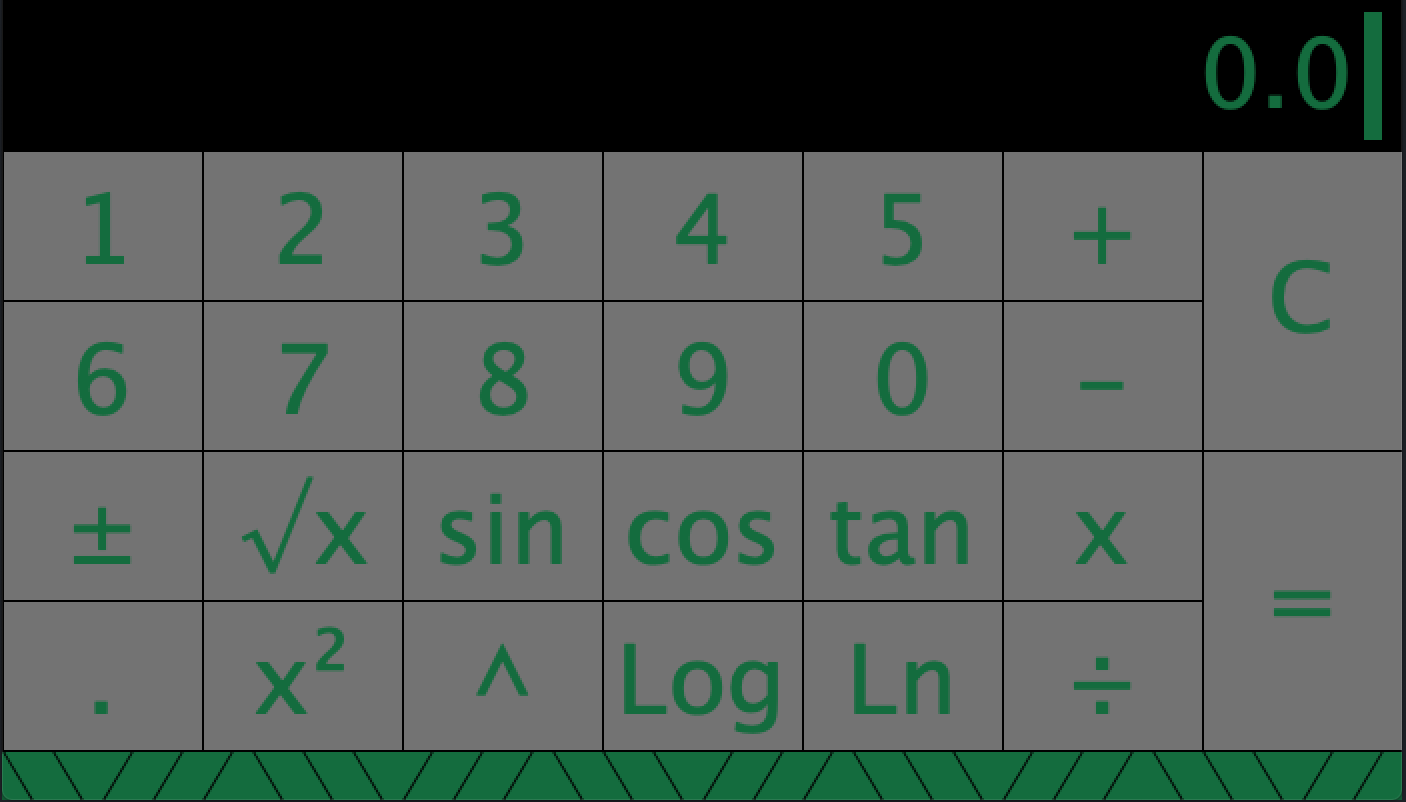 0.0
1 2 3 4 5 + C
6 7 8 9 0 –
± √x sin cos tan x =
. x² ^ Log Ln ÷